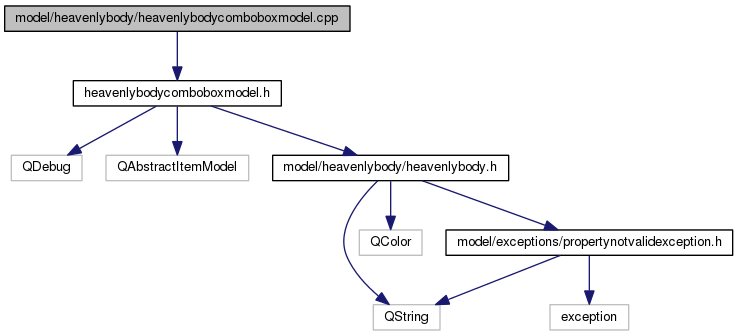 model/heavenlybody/heavenlybodycomboboxmodel.cpp
heavenlybodycomboboxmodel.h
QDebug
QAbstractItemModel
model/heavenlybody/heavenlybody.h
QColor
model/exceptions/propertynotvalidexception.h
QString
exception